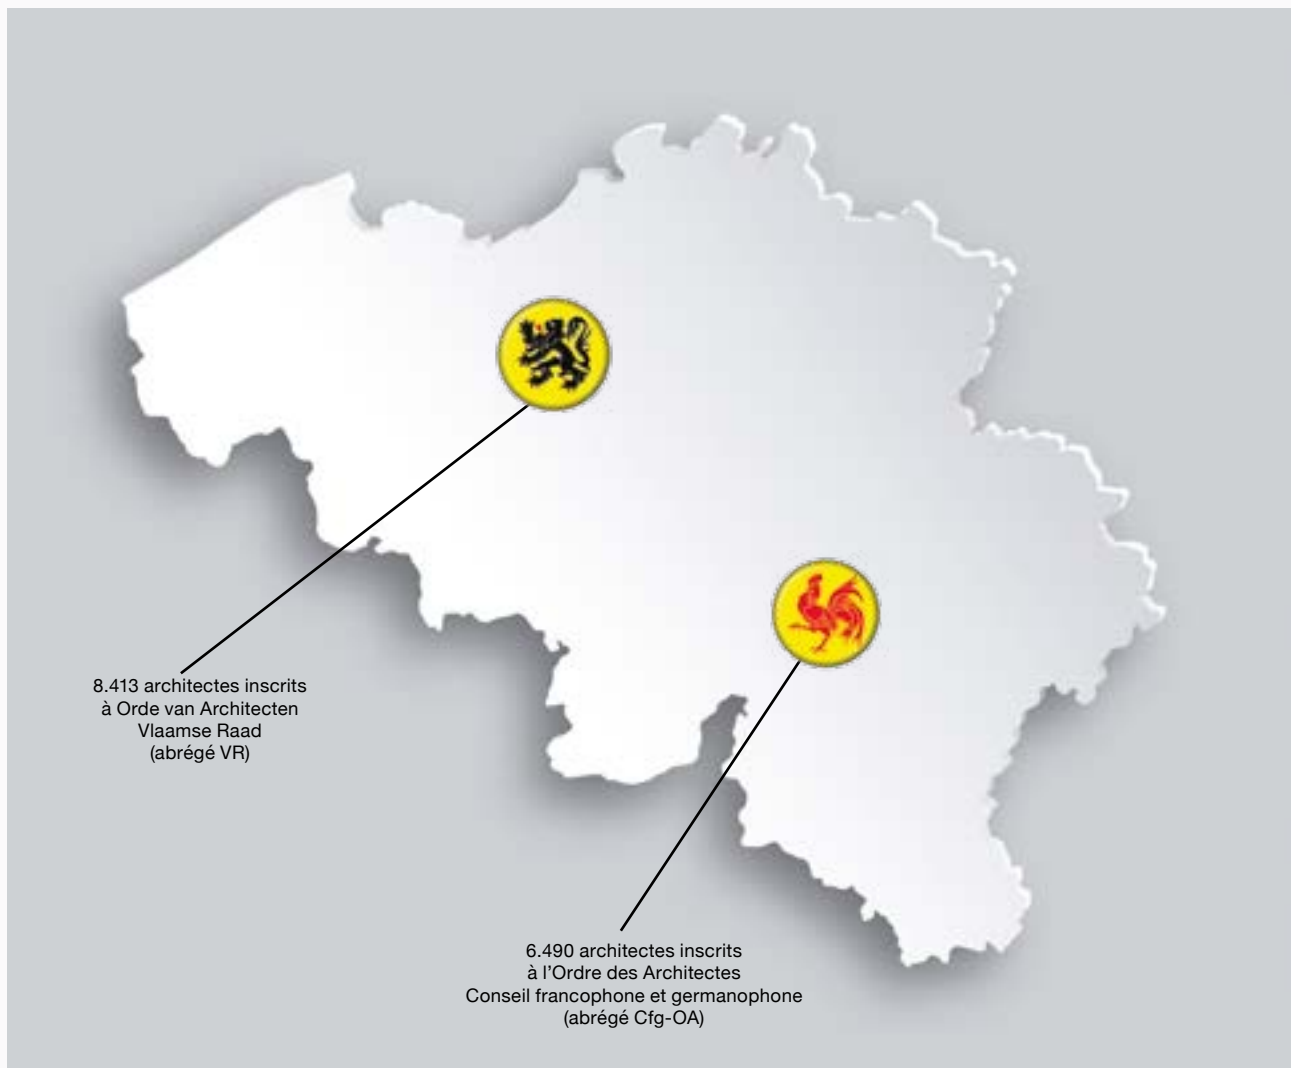 8.413 architectes inscrits
à Orde van Architecten
Vlaamse Raad
(abrégé VR)
6.490 architectes inscrits
à l’Ordre des Architectes
Conseil francophone et germanophone
(abrégé Cfg-OA)